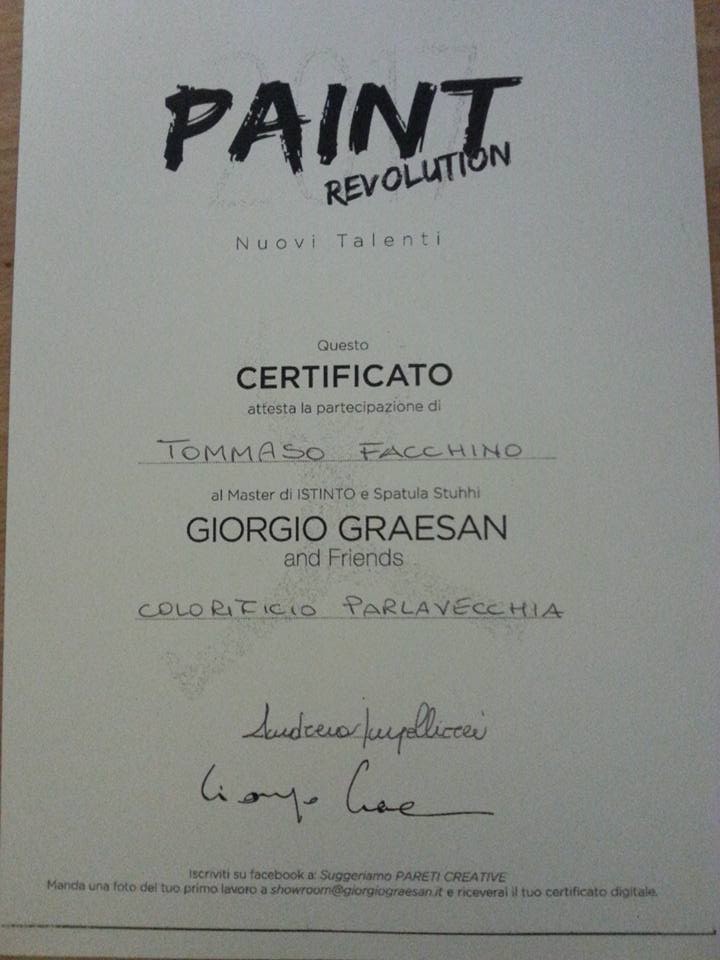 2017
PAINT
REVOLUTION
Nuovi Talenti
Questo
CERTIFICATO
attesta la partecipazione di
TOMMASO FACCHINO
al Master di ISTINTO e Spatula Stuhhi
GIORGIO GRAESAN
and Friends
COLORIFICIO PARLAVECCHIA
Iscriviti su facebook a: Suggeriamo PARETI CREATIVE
Manda una foto del tuo primo lavoro a showroom@giorgiograesan.it e riceverai il tuo certificato digitale.